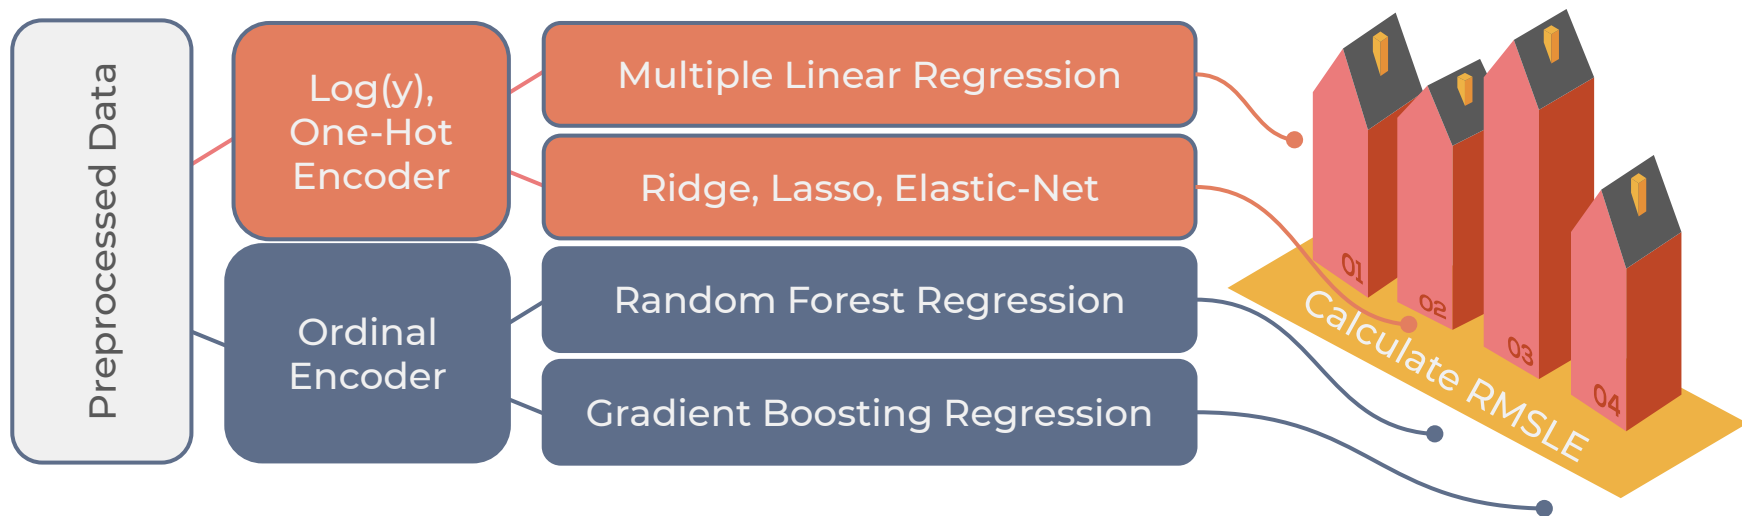 Preprocessed Data
Log(y),
One-Hot
Encoder
Ordinal
Encoder
Multiple Linear Regression
Ridge, Lasso, Elastic-Net
Random Forest Regression
Gradient Boosting Regression
01
02
03
04
Calculate RMSLE